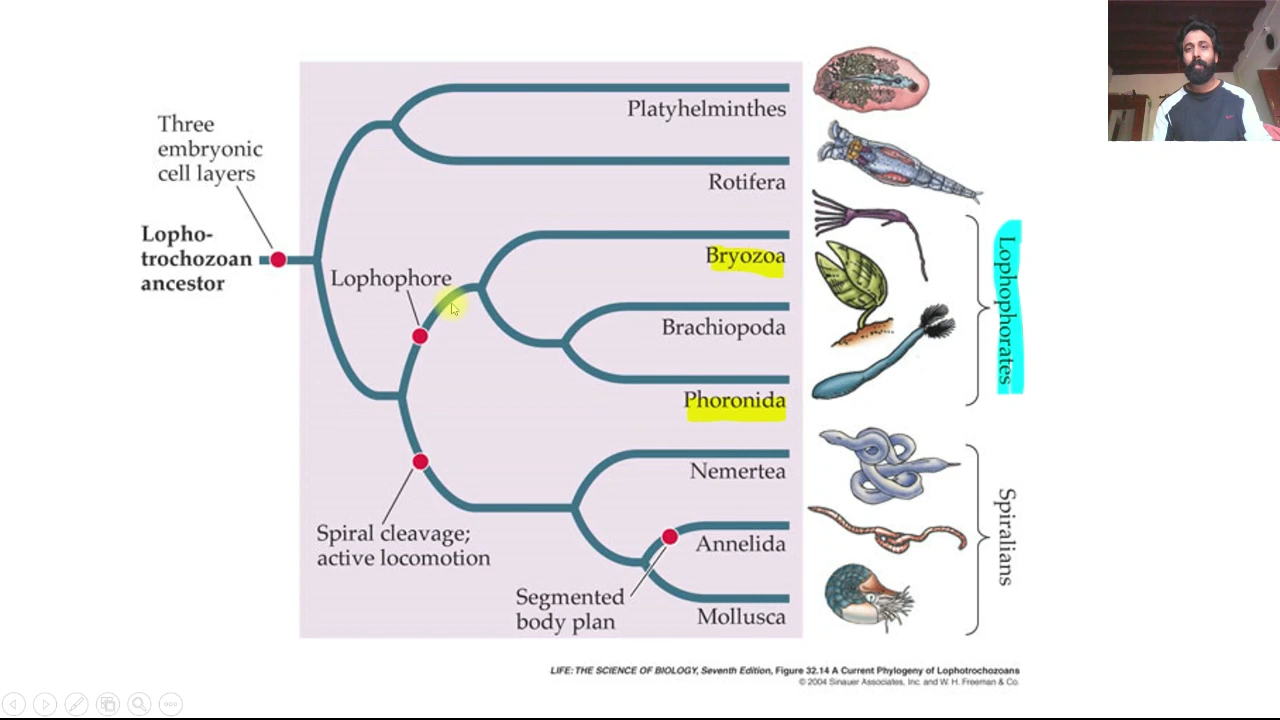 Three
embryonic
cell layers
Lopho-
trochozoan
ancestor
Platyhelminthes
Rotifera
Lophophore
Bryozoa
Brachiopoda
Phoronida
Lophophorates
Nemertea
Spiral cleavage;
active locomotion
Annelida
Segmented
body plan
Mollusca
Spiralians
LIFE: THE SCIENCE OF BIOLOGY, Seventh Edition, Figure 32.14 A Current Phylogeny of Lophotrochozoans
© 2004 Sinauer Associates, Inc. and W. H. Freeman & Co.